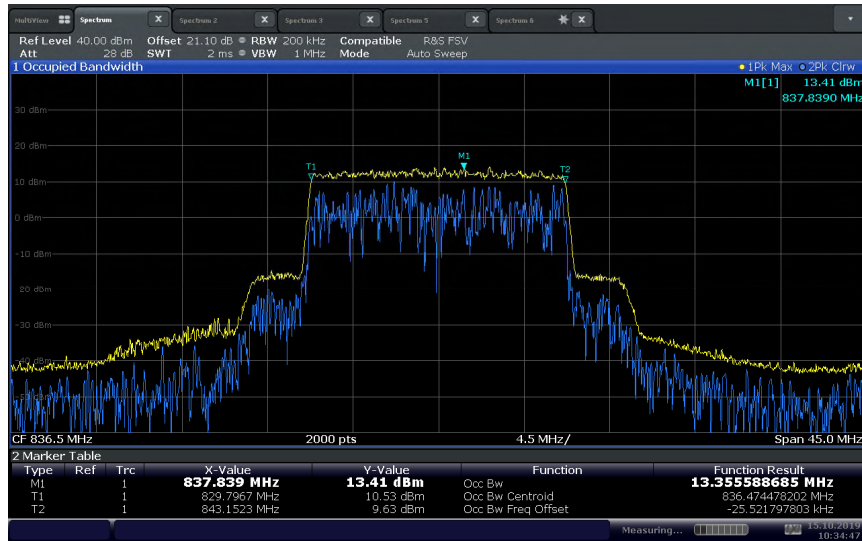 MultiView Spectrum X Spectrum 2 X Spectrum 3 X Spectrum 5 X Spectrum 6 X
Ref Level 40.00 dBm Offset 21.10 dB RBW 200 kHz Compatible R&S FSV
Att 28 dB SWT 2 ms VBW 1 MHz Mode Auto Sweep
1 Occupied Bandwidth 1Pk Max 2Pk Clrw
M1[1] 13.41 dBm
837.8390 MHz
30 dBm
20 dBm
M1
T1 T2
10 dBm
0 dBm
-10 dBm
-20 dBm
-30 dBm
-40 dBm
CF 836.5 MHz 2000 pts 4.5 MHz/ Span 45.0 MHz
2 Marker Table
Type Ref Trc X-Value Y-Value Function Function Result
M1 1 837.839 MHz 13.41 dBm Occ Bw 13.355588685 MHz
T1 1 829.7967 MHz 10.53 dBm Occ Bw Centroid 836.474478202 MHz
T2 1 843.1523 MHz 9.63 dBm Occ Bw Freq Offset -25.521797803 kHz
Measuring... 15.10.2019
10:34:47